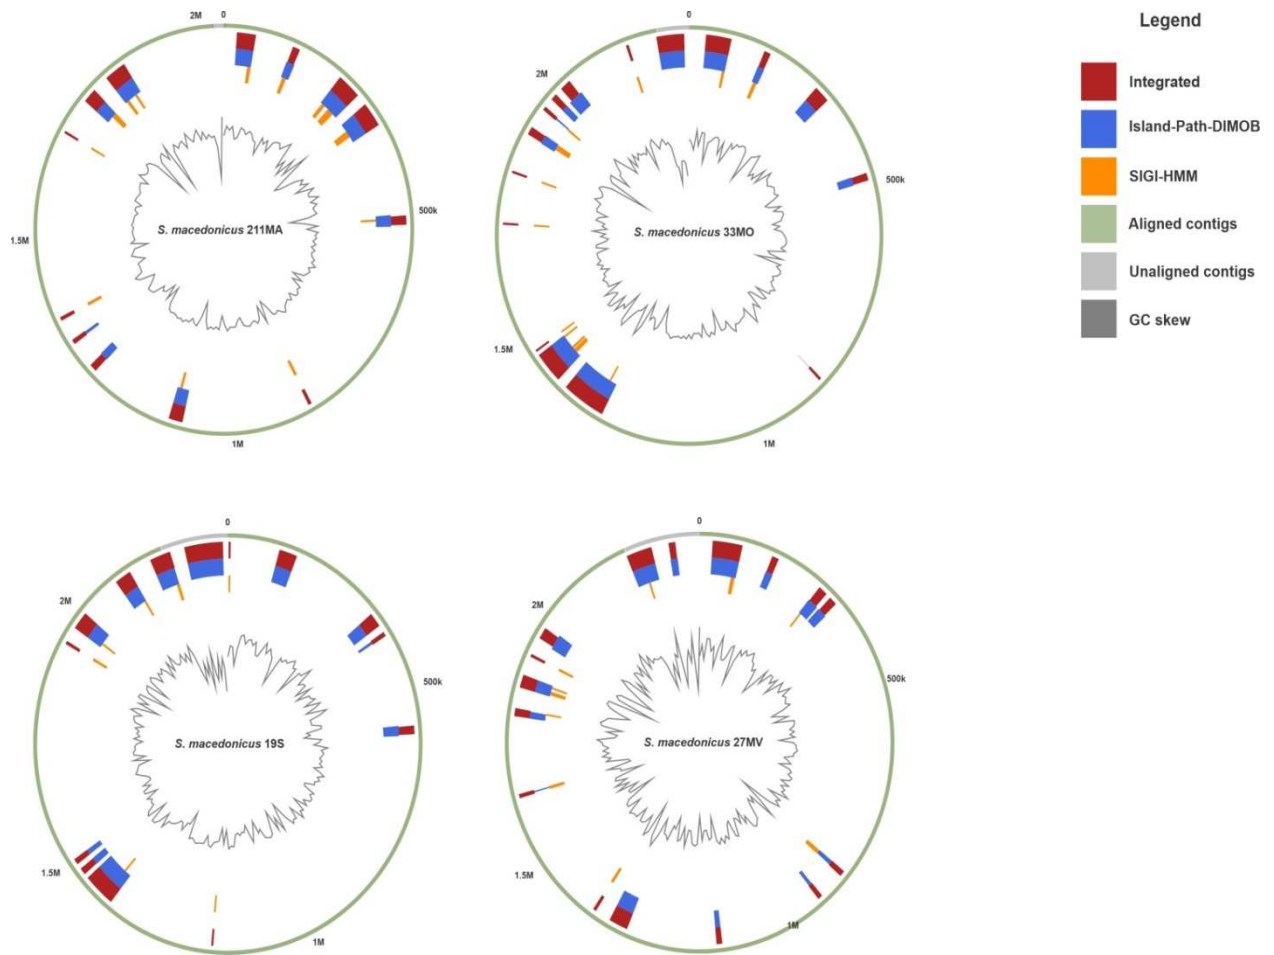 2M
0
500k
1.5M
S. macedonicus 211MA
1M
0
2M
500k
S. macedonicus 33MO
1.5M
1M
Legend
Integrated
Island-Path-DIMOB
SIGI-HMM
Aligned contigs
Unaligned contigs
GC skew
0
2M
500k
S. macedonicus 19S
1.5M
1M
0
2M
500k
S. macedonicus 27MV
1.5M
1M